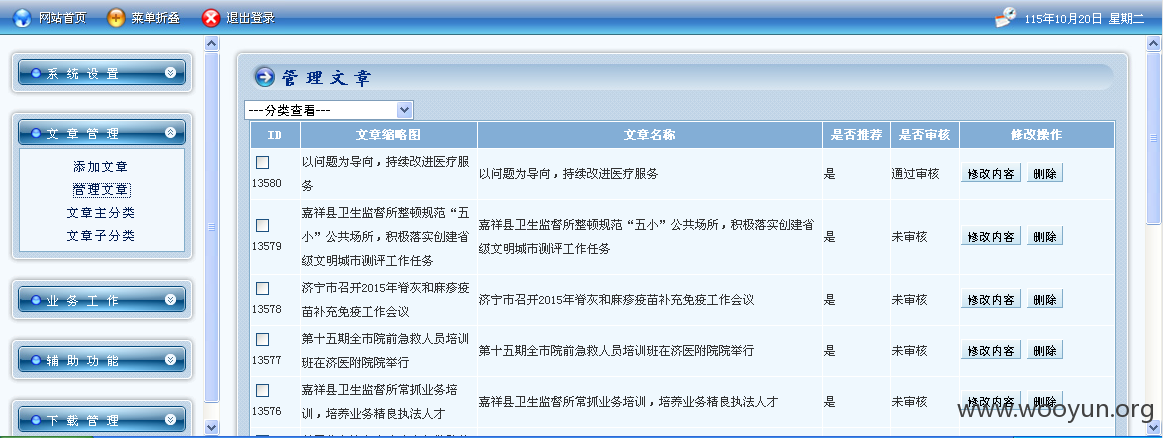 网站首页 菜单折叠 退出登录 115年10月20日 星期二
系统设置
文章管理
添加文章
管理文章
文章主分类
文章子分类
业务工作
辅助功能
下载管理
管理文章
---分类查看---
ID 文章缩略图 文章名称 是否推荐 是否审核 修改操作
13580 以问题为导向，持续改进医疗服
务
以问题为导向，持续改进医疗服务 是 通过审核 修改内容 删除
13579 嘉祥县卫生监督所整顿规范“五
小”公共场所，积极落实创建省
级文明城市测评工作任务
嘉祥县卫生监督所整顿规范“五小”公共场所，积极落实创建省
级文明城市测评工作任务
是 未审核 修改内容 删除
13578 济宁市召开2015年脊灰和麻疹疫
苗补充免疫工作会议
济宁市召开2015年脊灰和麻疹疫苗补充免疫工作会议 是 未审核 修改内容 删除
13577 第十五期全市院前急救人员培训
班在济医附院院举行
第十五期全市院前急救人员培训班在济医附院院举行 是 未审核 修改内容 删除
13576 嘉祥县卫生监督所常抓业务培
训，培养业务精良执法人才
嘉祥县卫生监督所常抓业务培训，培养业务精良执法人才 是 未审核 修改内容 删除
www.wooyun.org